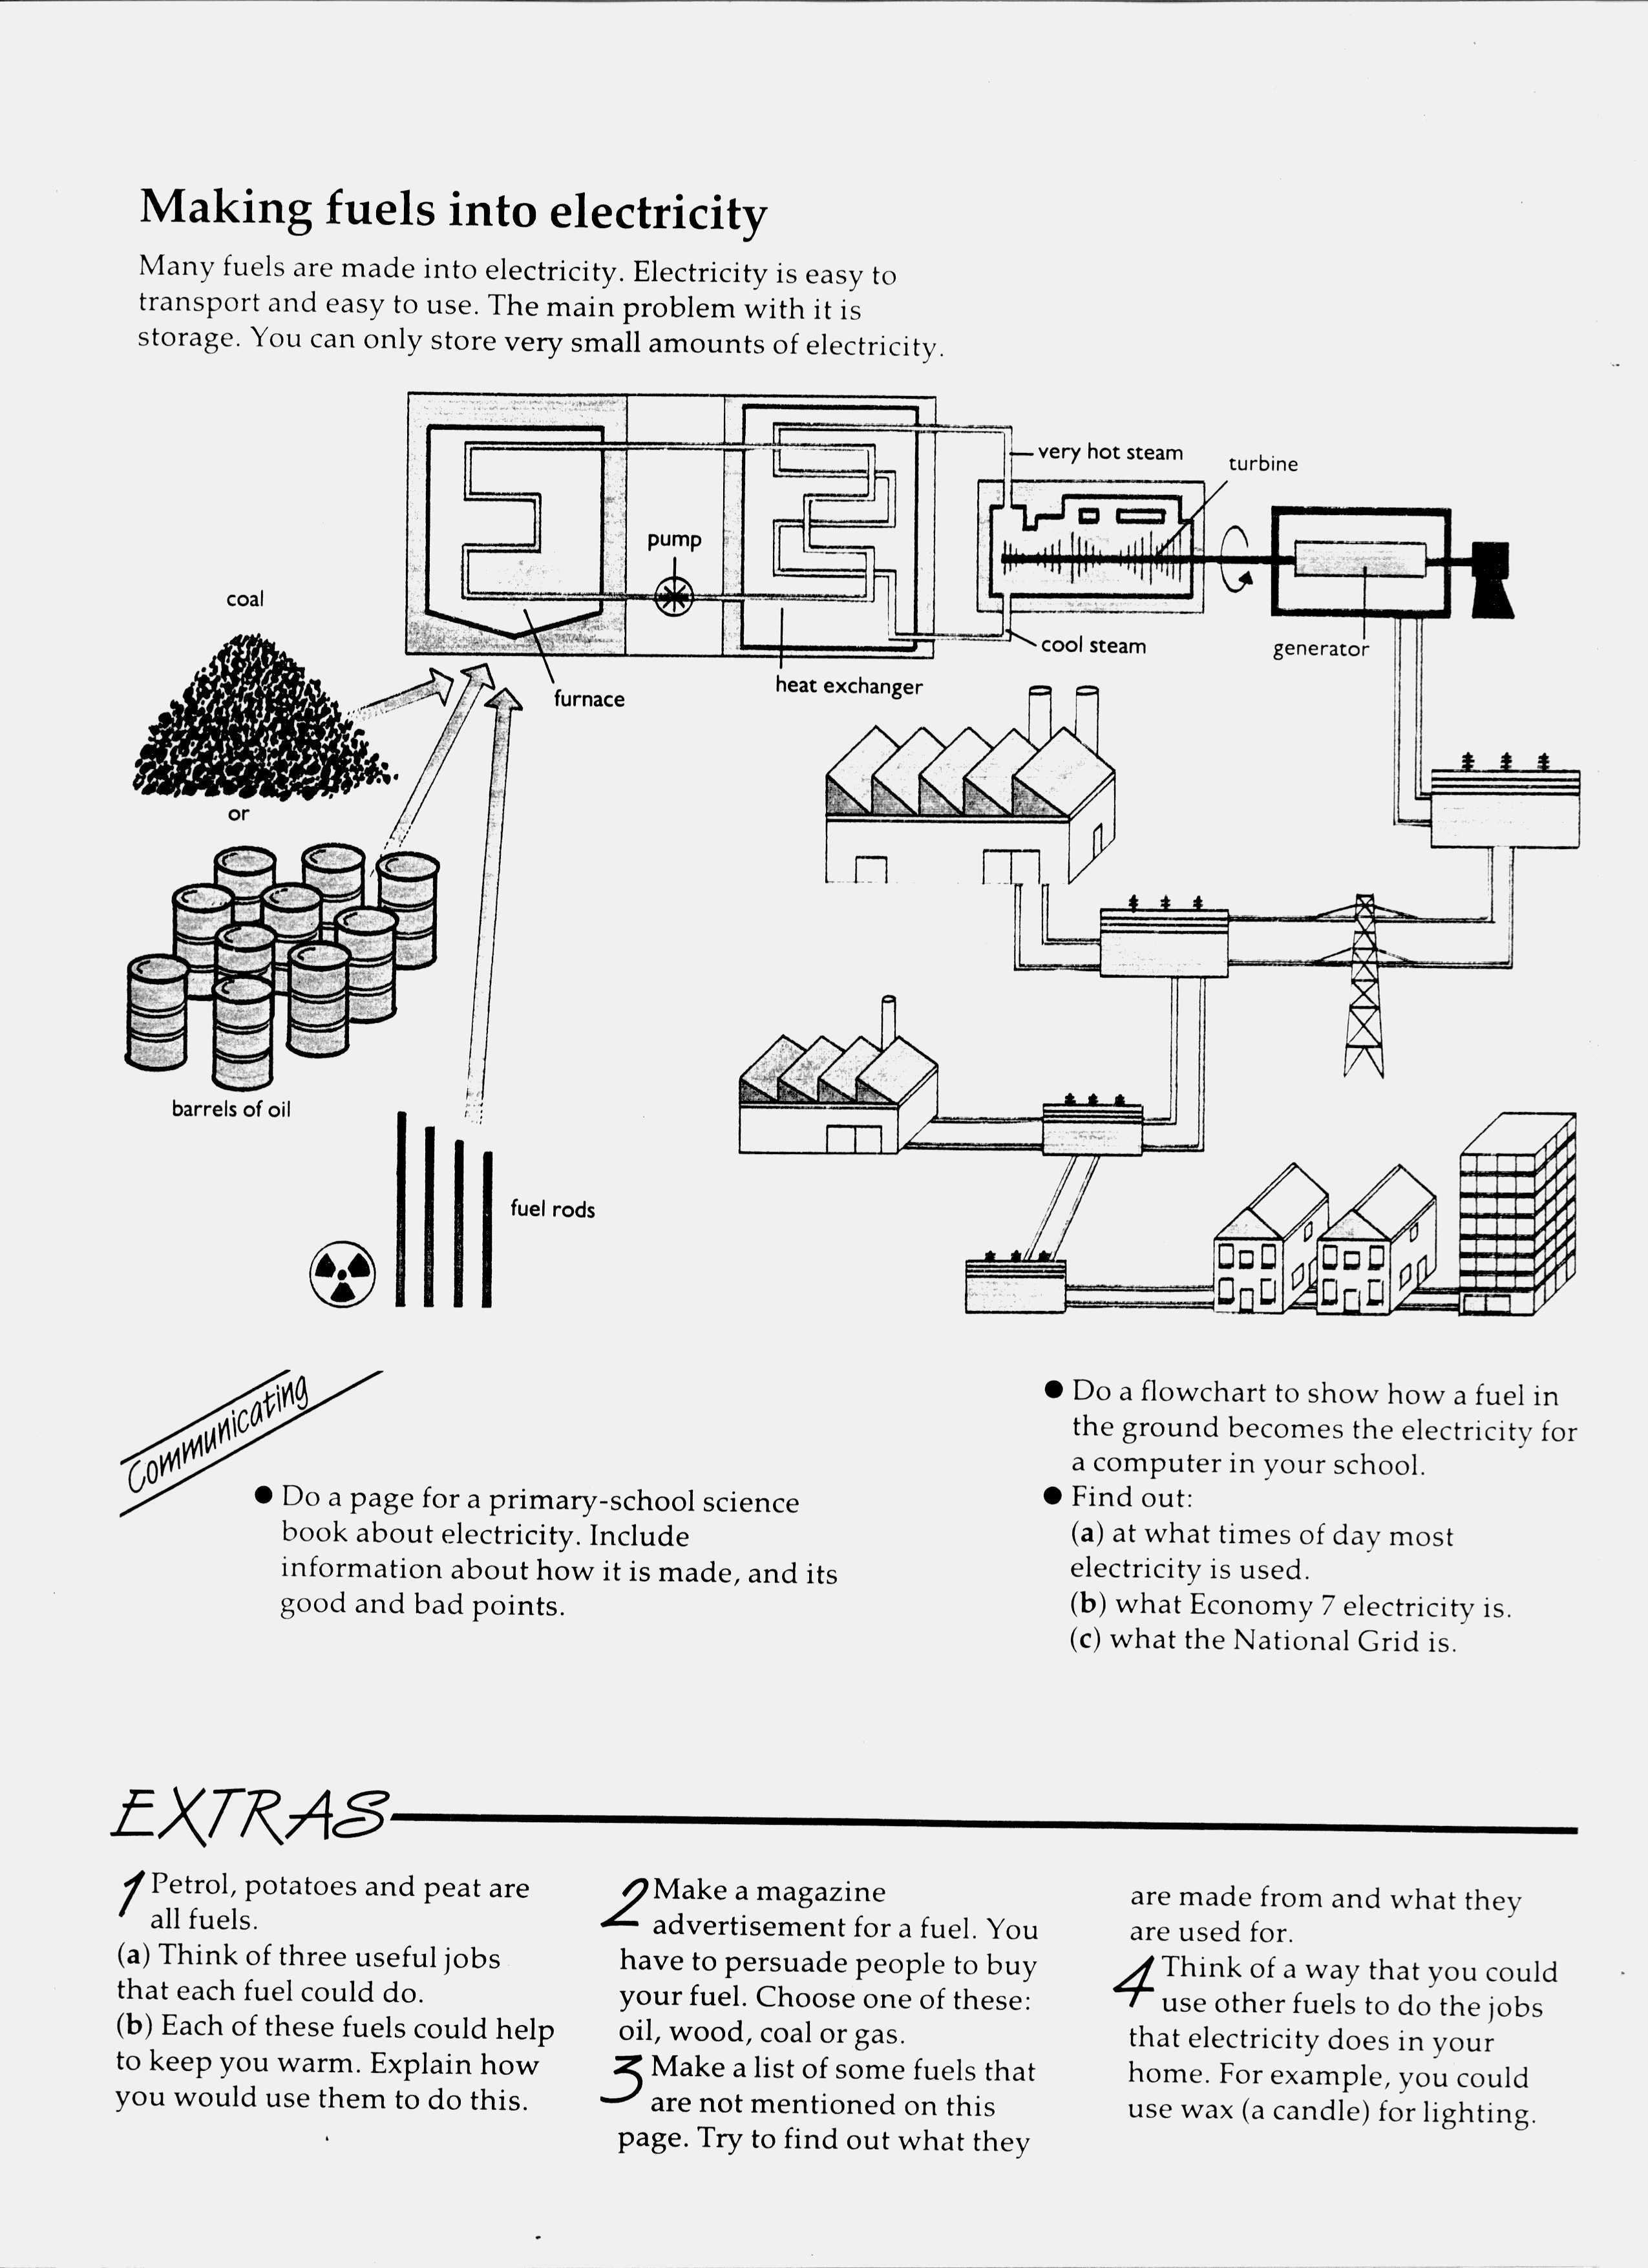 Making fuels into electricity
Many fuels are made into electricity. Electricity is easy to
transport and easy to use. The main problem with it is
storage. You can only store very small amounts of electricity.
very hot steam
turbine
pump
coal
cool steam
generator
heat exchanger
furnace
or
barrels of oil
fuel rods
Communicating
● Do a page for a primary-school science
book about electricity. Include
information about how it is made, and its
good and bad points.
● Do a flowchart to show how a fuel in
the ground becomes the electricity for
a computer in your school.
● Find out:
(a) at what times of day most
electricity is used.
(b) what Economy 7 electricity is.
(c) what the National Grid is.
EXTRAS
1 Petrol, potatoes and peat are
all fuels.
(a) Think of three useful jobs
that each fuel could do.
(b) Each of these fuels could help
to keep you warm. Explain how
you would use them to do this.
2 Make a magazine
advertisement for a fuel. You
have to persuade people to buy
your fuel. Choose one of these:
oil, wood, coal or gas.
3 Make a list of some fuels that
are not mentioned on this
page. Try to find out what they
are made from and what they
are used for.
4 Think of a way that you could
use other fuels to do the jobs
that electricity does in your
home. For example, you could
use wax (a candle) for lighting.